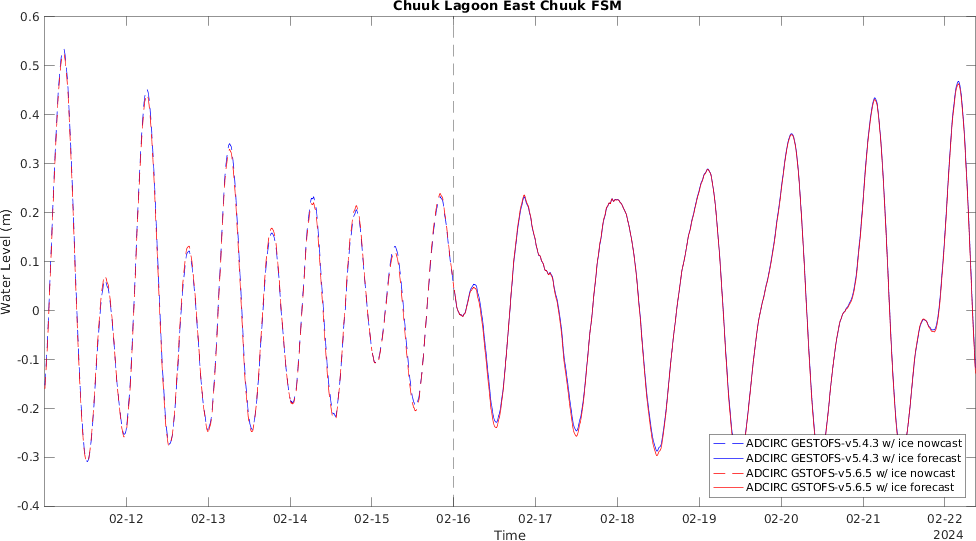 Chuuk Lagoon East Chuuk FSM
0.6
0.5
0.4
0.3
0.2
0.1
0
-0.1
-0.2
-0.3
-0.4
Water Level (m)
ADCIRC GESTOFS-v5.4.3 w/ ice nowcast
ADCIRC GESTOFS-v5.4.3 w/ ice forecast
ADCIRC GSTOFS-v5.6.5 w/ ice nowcast
ADCIRC GSTOFS-v5.6.5 w/ ice forecast
02-12 02-13 02-14 02-15 02-16 02-17 02-18 02-19 02-20 02-21 02-22
2024
Time